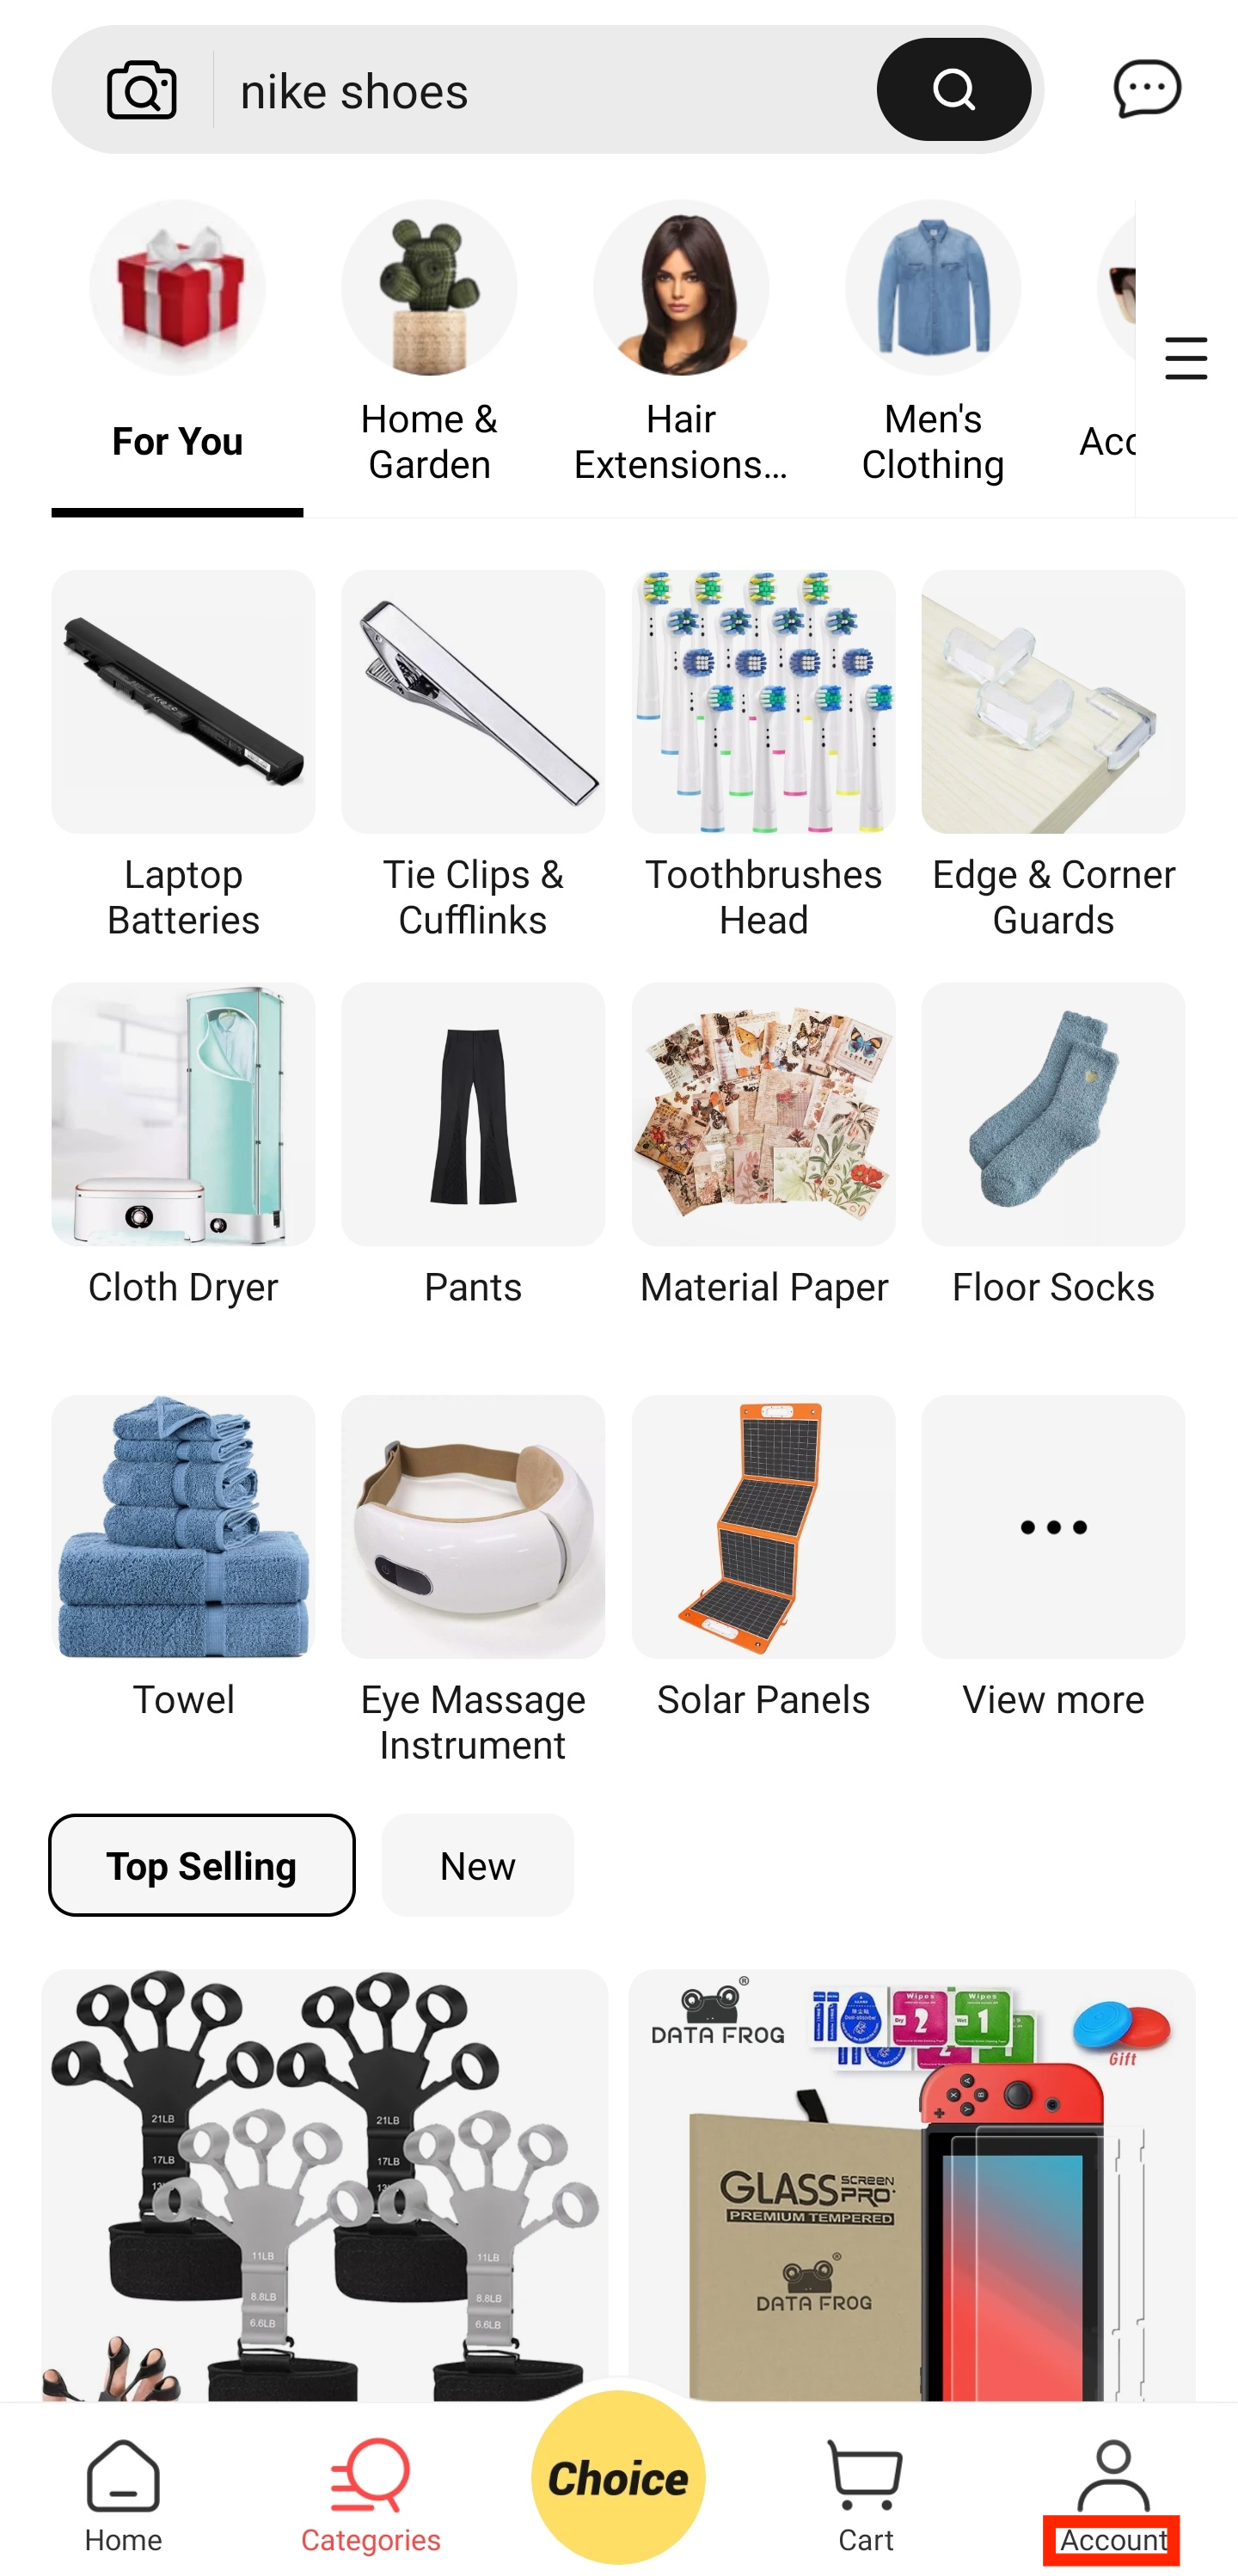 nike shoes
For You
Home &
Garden
Hair
Extensions...
Men's
Clothing
Acc
Laptop
Batteries
Tie Clips &
Cufflinks
Toothbrushes
Head
Edge & Corner
Guards
Cloth Dryer
Pants
Material Paper
Floor Socks
Towel
Eye Massage
Instrument
Solar Panels
View more
Top Selling
New
21LB
17LB
21LB
17LB
11LB
8.8LB
6.6LB
11LB
8.8LB
6.6LB
DATA FROG®
Wipes
2
Wipes
1
Gift
GLASS SCREEN PRO+
PREMIUM TEMPERED
DATA FROG®
Home
Categories
Choice
Cart
Account